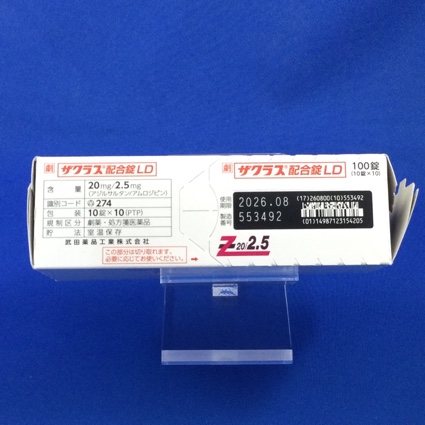 劇 ザクラス®配合錠LD
含量 20mg/2.5mg
(アジルサルタン/アムロジピン)
識別コード 274
包装 10錠×10(PTP)
規制区分 劇薬・処方箋医薬品
貯法 室温保存
武田薬品工業株式会社
この部分は切り取れます。
必要に応じてお使いください。
劇 ザクラス®配合錠LD 100錠
(10錠×10)
使用期限 2026.08
製造番号 553492
(17)260800(10)553492
(01)14987123154205
Z20/2.5